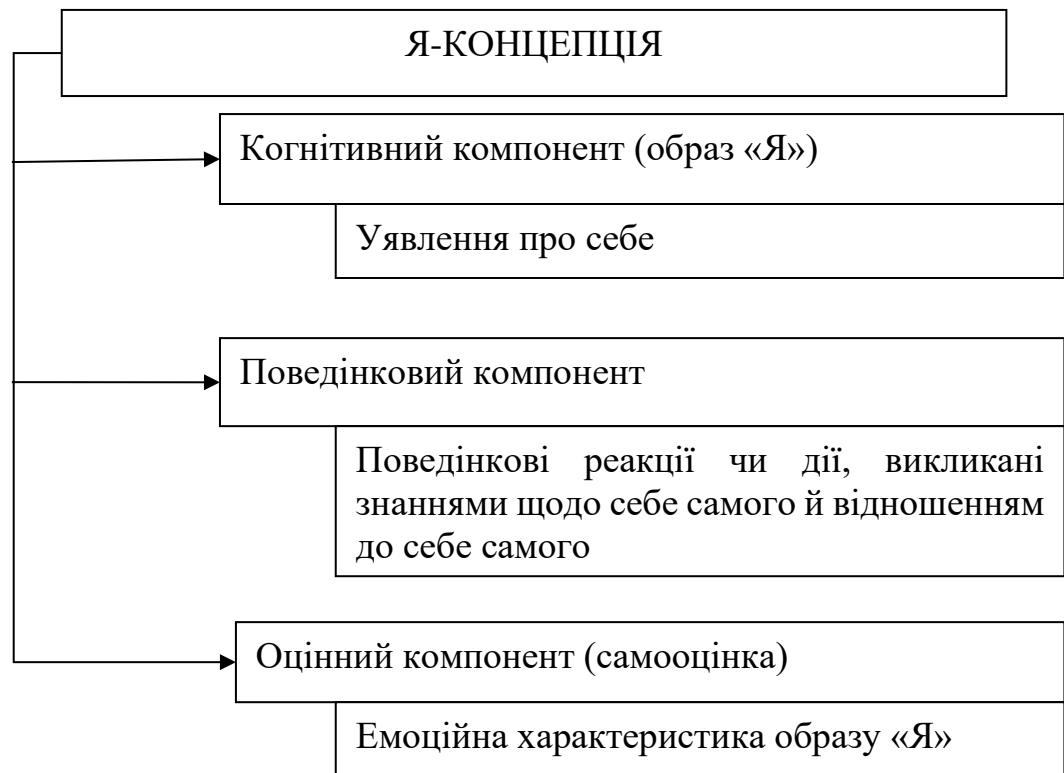 Я-КОНЦЕПЦІЯ
Когнітивний компонент (образ «Я»)
Уявлення про себе
Поведінковий компонент
Поведінкові реакції чи дії, викликані
знаннями щодо себе самого й відношенням
до себе самого
Оцінний компонент (самооцінка)
Емоційна характеристика образу «Я»